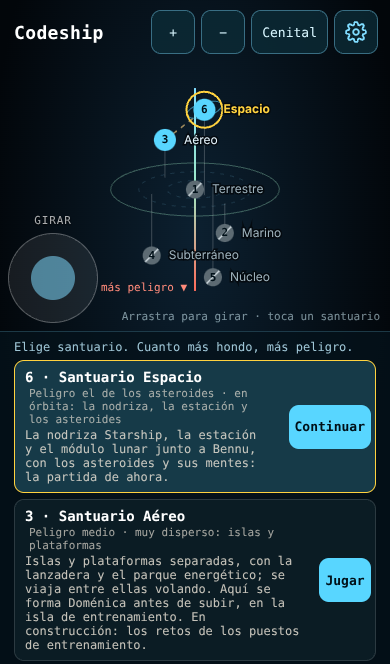 Codeship
+
−
Cenital
6
Espacio
3
Aéreo
1
Terrestre
2
Marino
4
Subterráneo
5
Núcleo
GIRAR
más peligro ▼
Arrastra para girar · toca un santuario
Elige santuario. Cuanto más hondo, más peligro.
6 · Santuario Espacio
Peligro el de los asteroides · en
órbita: la nodriza, la estación y
los asteroides
La nodriza Starship, la estación
y el módulo lunar junto a Bennu,
con los asteroides y sus mentes:
la partida de ahora.
Continuar
3 · Santuario Aéreo
Peligro medio · muy disperso: islas y
plataformas
Islas y plataformas separadas, con la
lanzadera y el parque energético; se
viaja entre ellas volando. Aquí se
forma Doménica antes de subir, en la
isla de entrenamiento. En
construcción: los retos de los puestos
de entrenamiento.
Jugar